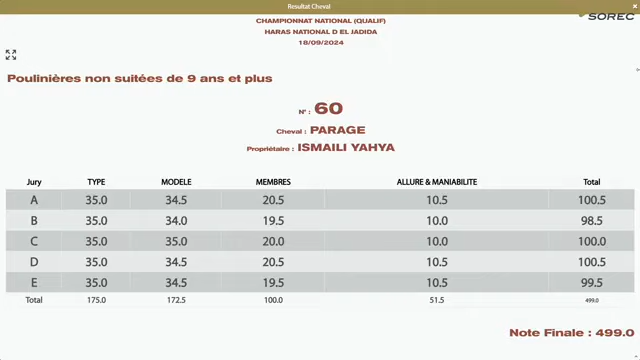 Resultat Cheval
CHAMPIONNAT NATIONAL (QUALIF)
SOREC
HARAS NATIONAL D EL JADIDA
18/09/2024
Poulinières non suitées de 9 ans et plus
N° : 60
Cheval : PARAGE
Propriétaire : ISMAILI YAHYA
Jury TYPE MODELE MEMBRES ALLURE & MANIABILITE Total
A 35.0 34.5 20.5 10.5 100.5
B 35.0 34.0 19.5 10.0 98.5
C 35.0 35.0 20.0 10.0 100.0
D 35.0 34.5 20.5 10.5 100.5
E 35.0 34.5 19.5 10.5 99.5
Total 175.0 172.5 100.0 51.5 499.0
Note Finale : 499.0